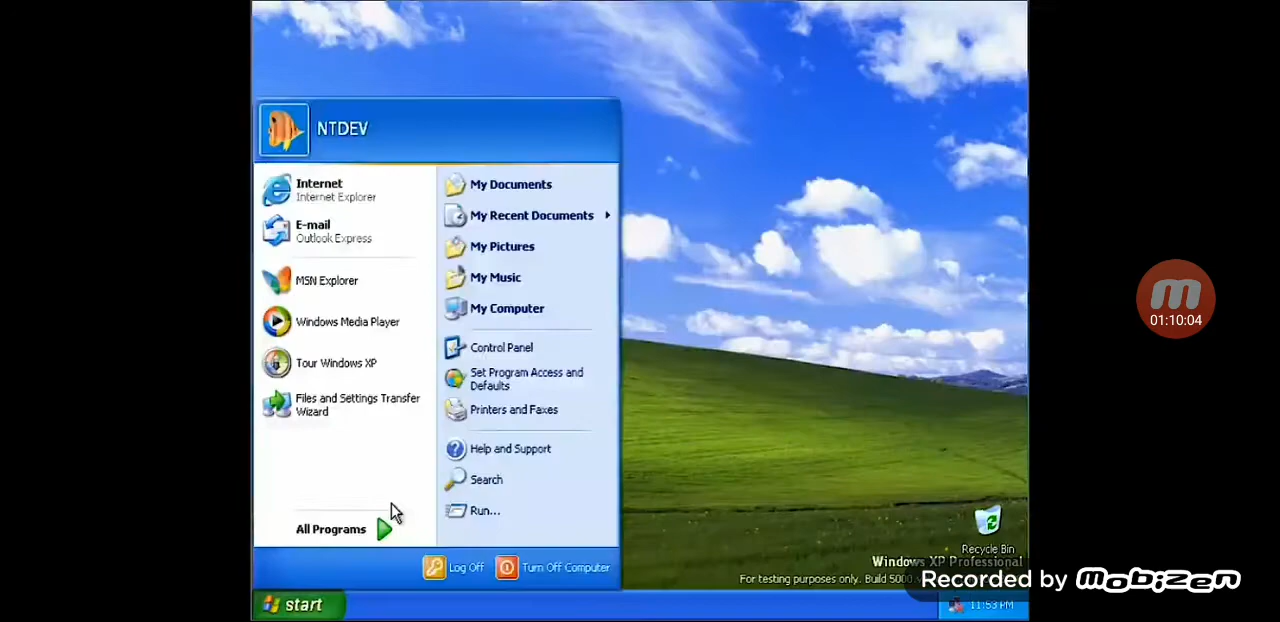 NTDEV
Internet
Internet Explorer
E-mail
Outlook Express
MSN Explorer
Windows Media Player
Tour Windows XP
Files and Settings Transfer
Wizard
All Programs
My Documents
My Recent Documents
My Pictures
My Music
My Computer
Control Panel
Set Program Access and
Defaults
Printers and Faxes
Help and Support
Search
Run...
Log Off
Turn Off Computer
Recycle Bin
Windows XP Professional
For testing purposes only. Build
Recorded by mobizen
start
11:53 PM
01:10:04